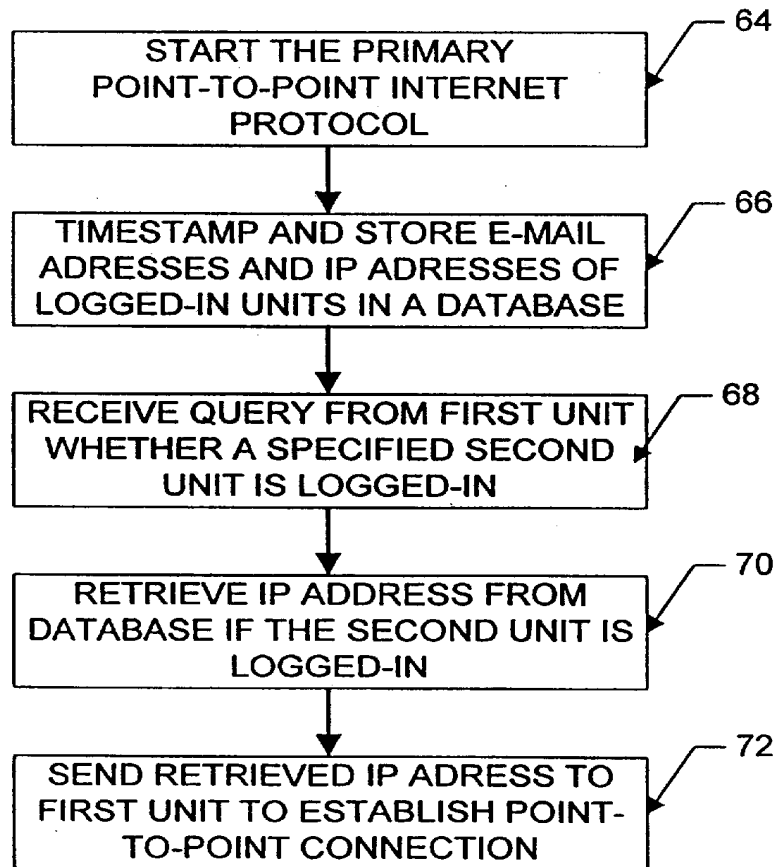 64
START THE PRIMARY
POINT-TO-POINT INTERNET
PROTOCOL
66
TIMESTAMP AND STORE E-MAIL
ADRESSES AND IP ADRESSES OF
LOGGED-IN UNITS IN A DATABASE
68
RECEIVE QUERY FROM FIRST UNIT
WHETHER A SPECIFIED SECOND
UNIT IS LOGGED-IN
70
RETRIEVE IP ADDRESS FROM
DATABASE IF THE SECOND UNIT IS
LOGGED-IN
72
SEND RETRIEVED IP ADRESS TO
FIRST UNIT TO ESTABLISH POINT-
TO-POINT CONNECTION